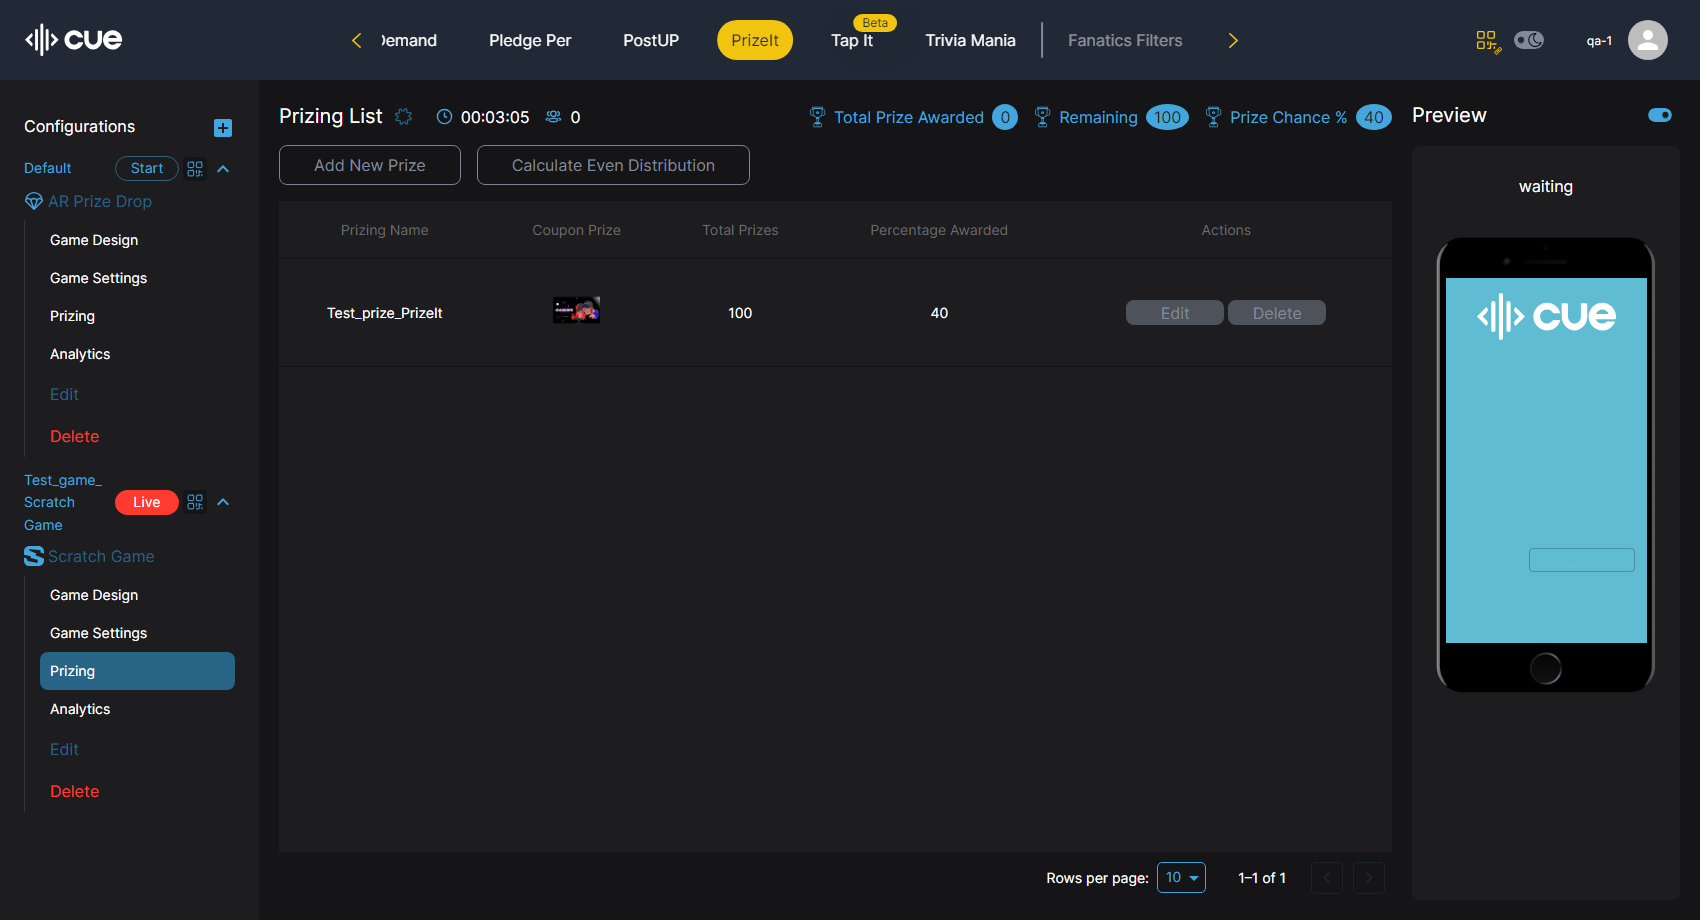 cue
Demand
Pledge Per
PostUP
PrizeIt
Beta
Tap It
Trivia Mania
Fanatics Filters
qa-1
Configurations
Default
Start
AR Prize Drop
Game Design
Game Settings
Prizing
Analytics
Edit
Delete
Test_game_
Scratch
Game
Live
Scratch Game
Game Design
Game Settings
Prizing
Analytics
Edit
Delete
Prizing List
00:03:05
0
Total Prize Awarded 0
Remaining 100
Prize Chance % 40
Add New Prize
Calculate Even Distribution
Prizing Name
Coupon Prize
Total Prizes
Percentage Awarded
Actions
Test_prize_PrizeIt
100
40
Edit
Delete
Rows per page: 10
1–1 of 1
Preview
waiting
cue